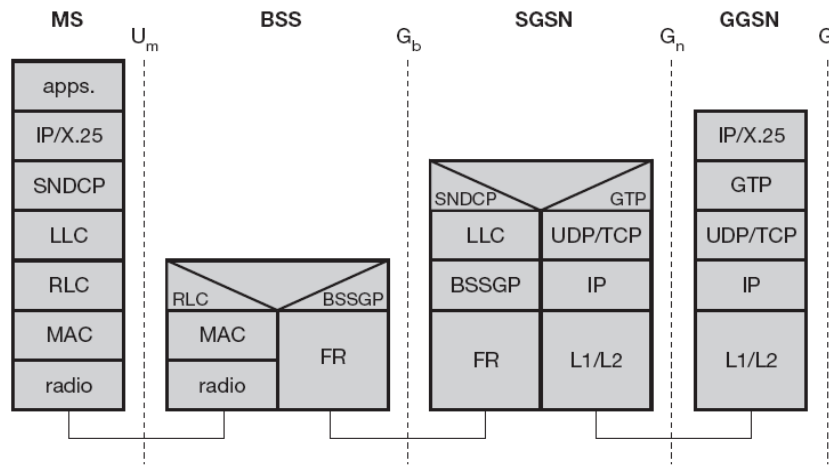 MS
BSS
SGSN
GGSN
Um
Gb
Gn
G
apps.
IP/X.25
SNDCP
LLC
RLC
MAC
radio
RLC
BSSGP
MAC
radio
FR
SNDCP
GTP
LLC
UDP/TCP
BSSGP
IP
FR
L1/L2
IP/X.25
GTP
UDP/TCP
IP
L1/L2